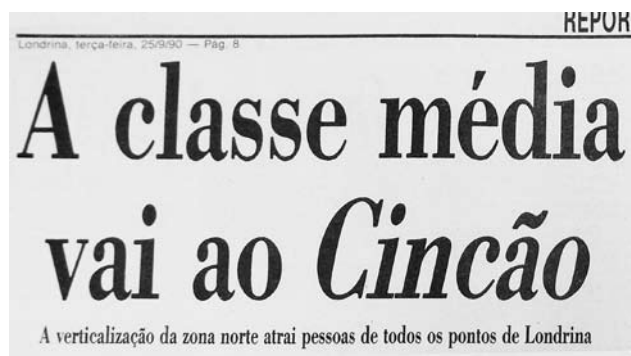 REPOR
Londrina, terça-feira, 25/9/90 — Pág. 8
A classe média
vai ao Cincão
A verticalização da zona norte atrai pessoas de todos os pontos de Londrina